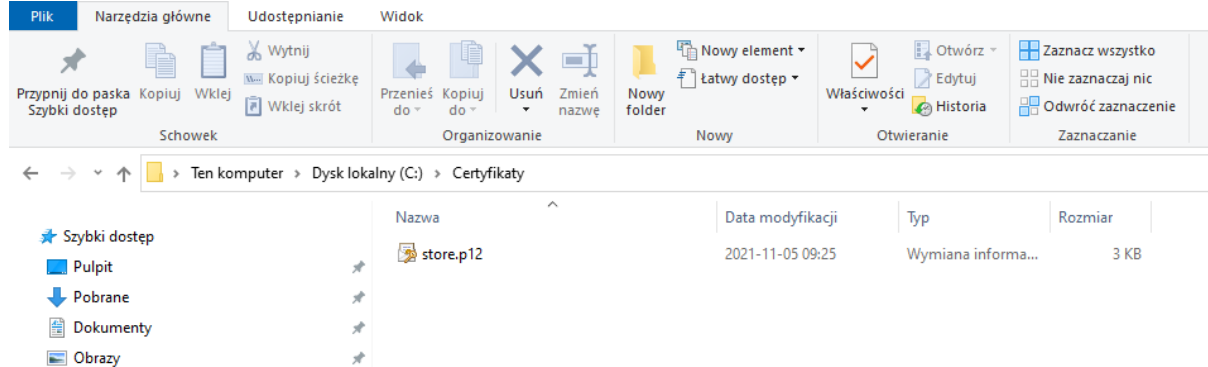 Plik Narzędzia główne Udostępnianie Widok
Przypnij do paska Szybki dostęp
Kopiuj
Wklej
Wytnij
Kopiuj ścieżkę
Wklej skrót
Schowek
Przenieś do
Kopiuj do
Usuń
Zmień nazwę
Organizowanie
Nowy folder
Nowy element
Łatwy dostęp
Nowy
Właściwości
Otwórz
Edytuj
Historia
Otwieranie
Zaznacz wszystko
Nie zaznaczaj nic
Odwróć zaznaczenie
Zaznaczanie
Ten komputer > Dysk lokalny (C:) > Certyfikaty
Szybki dostęp
Pulpit
Pobrane
Dokumenty
Obrazy
Nazwa Data modyfikacji Typ Rozmiar
store.p12 2021-11-05 09:25 Wymiana informa... 3 KB